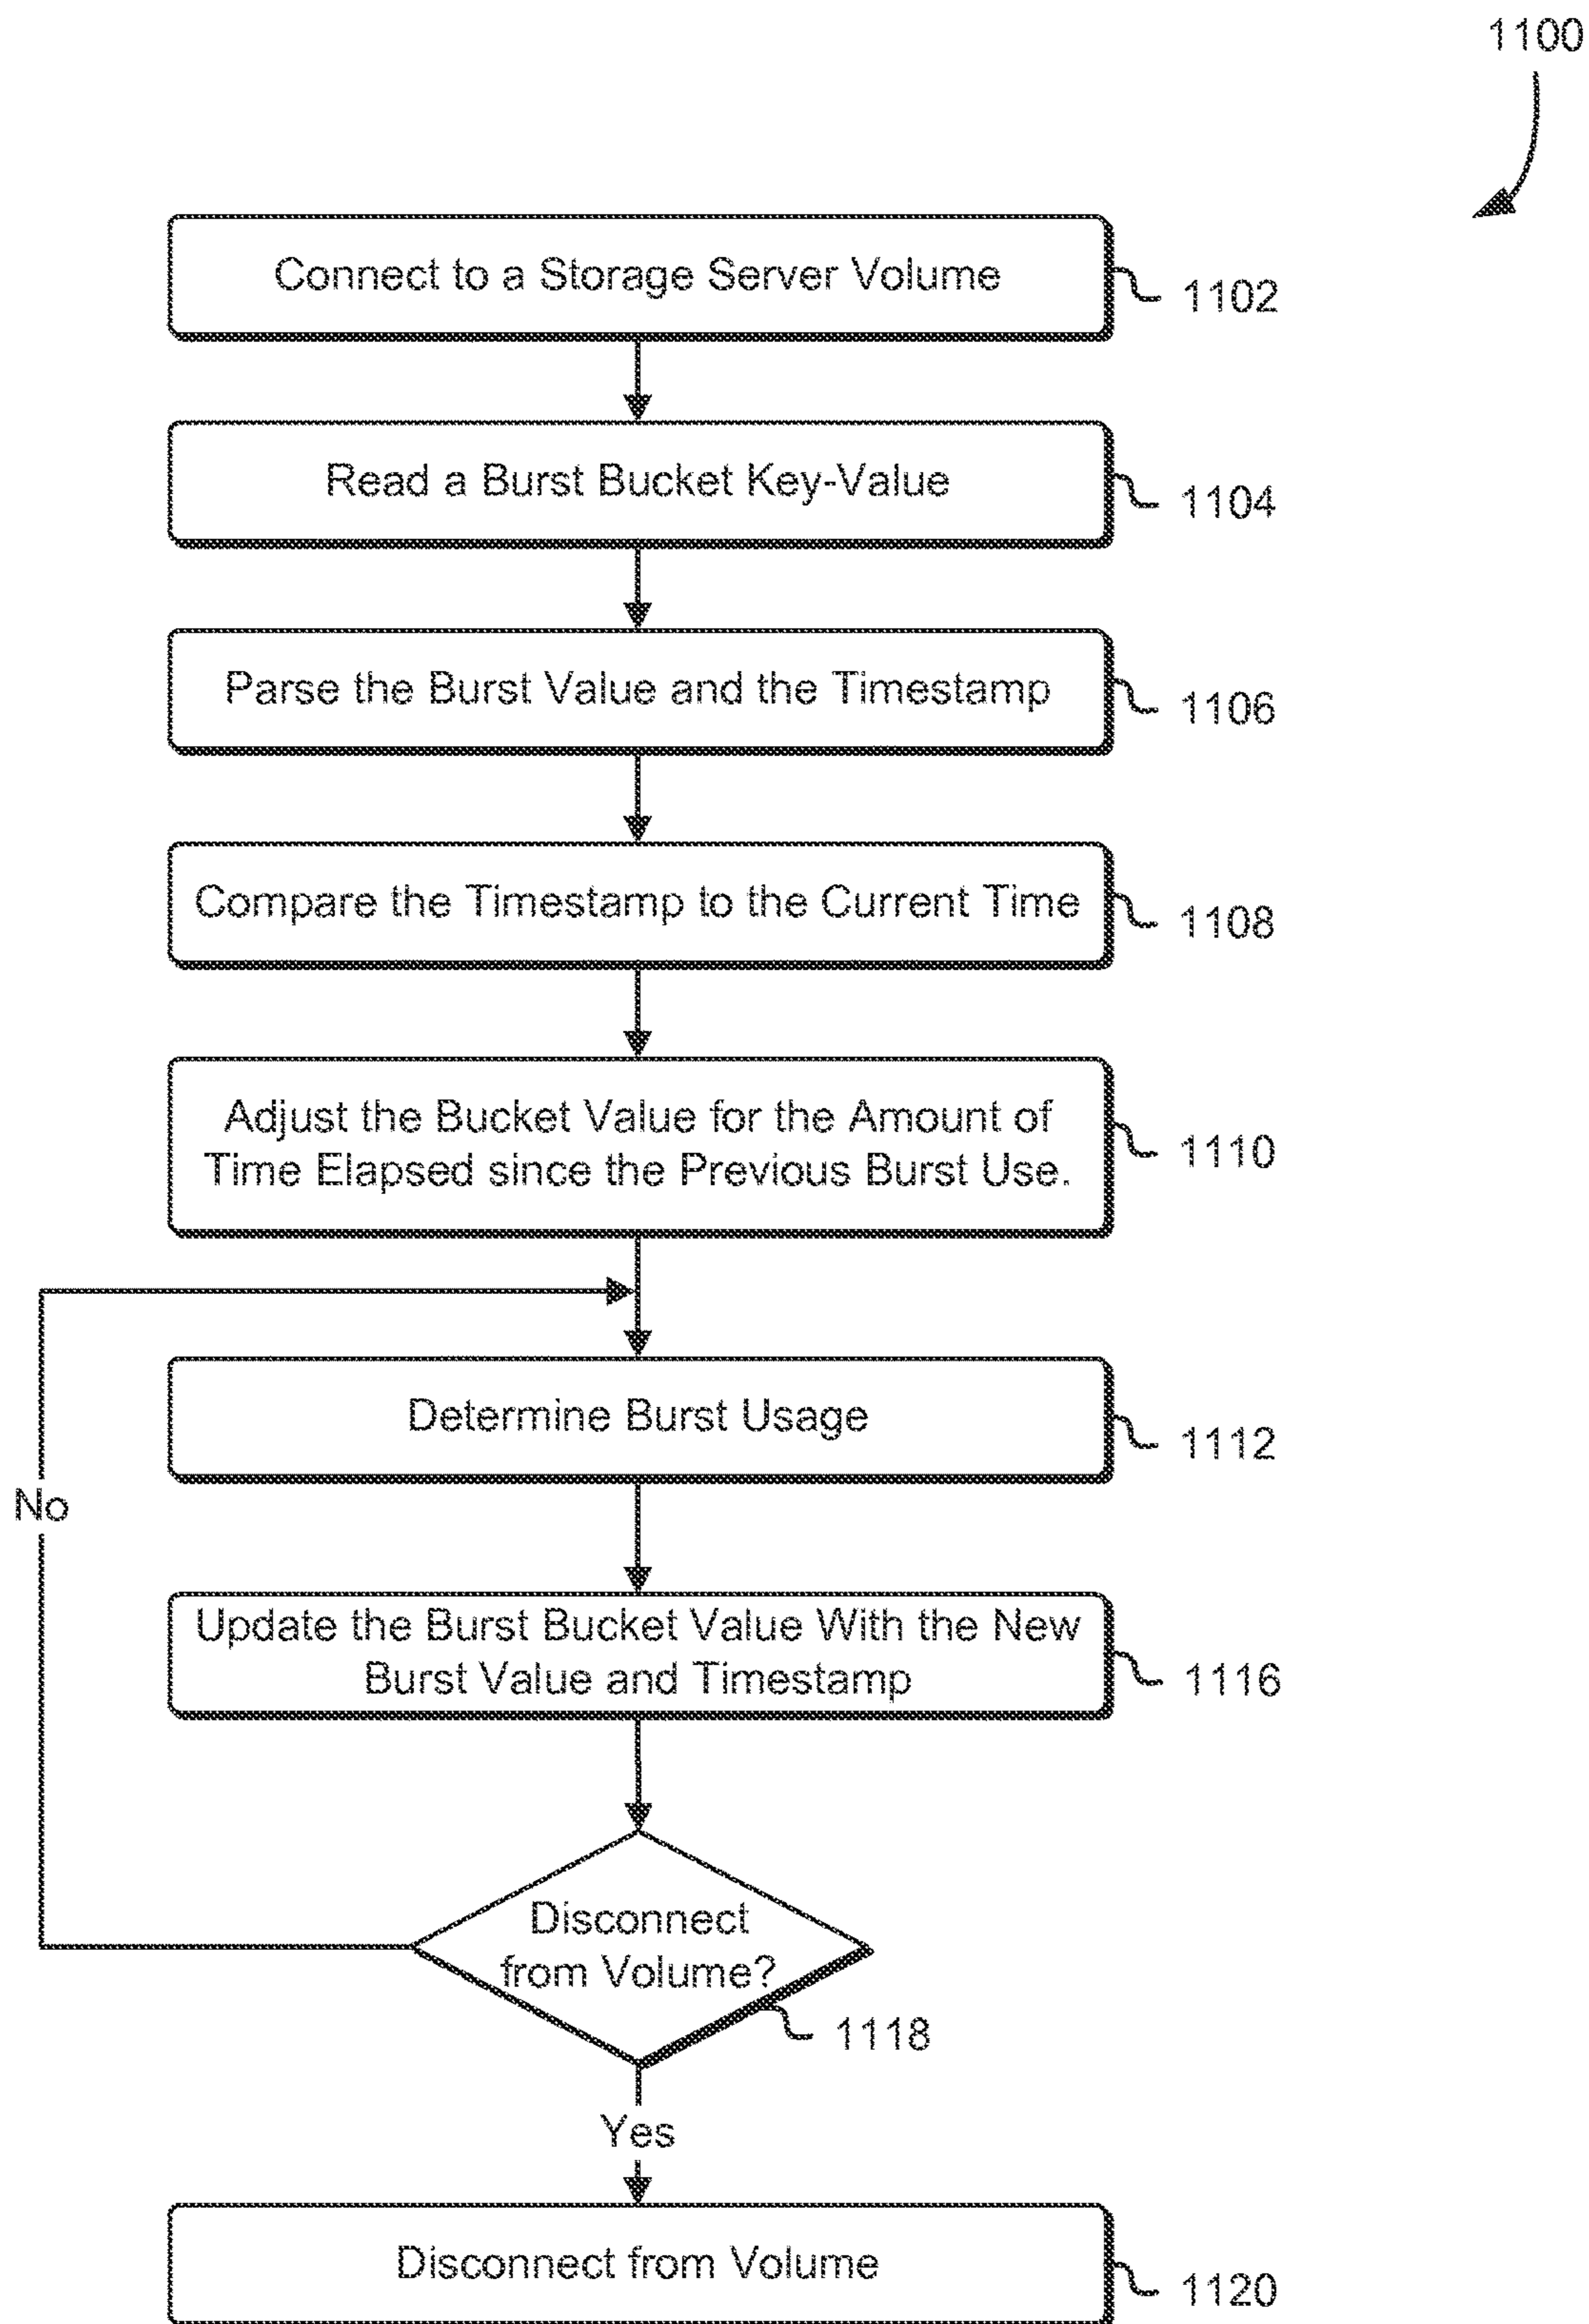 1100
Connect to a Storage Server Volume
1102
Read a Burst Bucket Key-Value
1104
Parse the Burst Value and the Timestamp
1106
Compare the Timestamp to the Current Time
1108
Adjust the Bucket Value for the Amount of
Time Elapsed since the Previous Burst Use.
1110
Determine Burst Usage
1112
No
Update the Burst Bucket Value With the New
Burst Value and Timestamp
1116
Disconnect
from Volume?
1118
Yes
Disconnect from Volume
1120